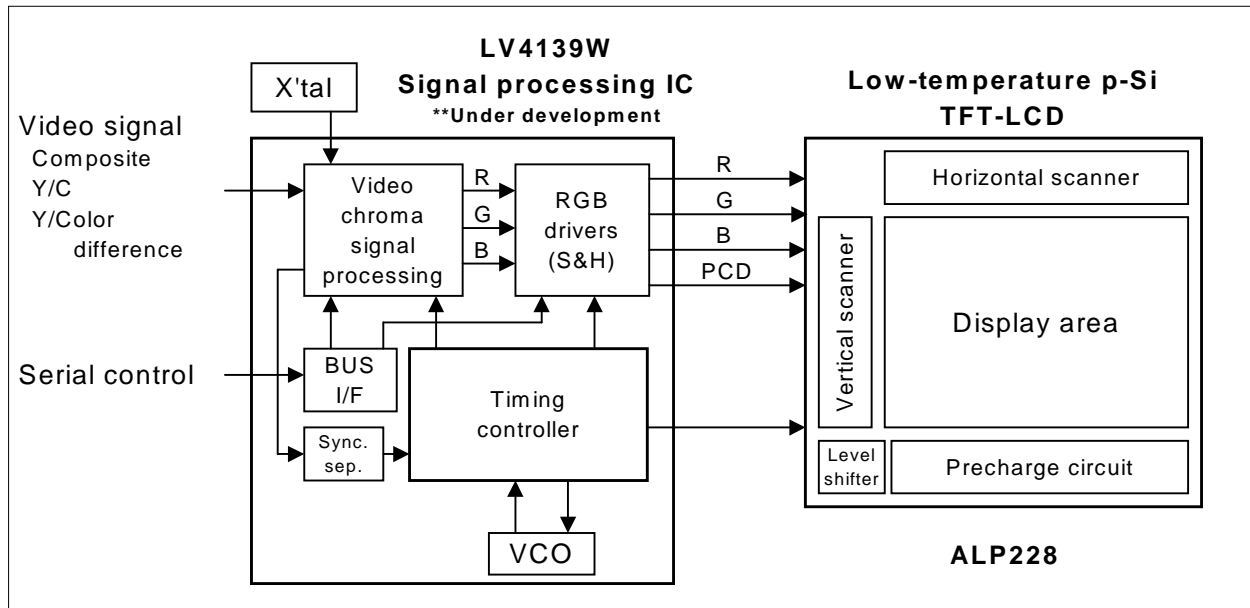 LV4139W
Signal processing IC
**Under development
Low-temperature p-Si
TFT-LCD
X'tal
Video signal
Composite
Y/C
Y/Color
difference
Video
chroma
signal
processing
R
G
B
RGB
drivers
(S&H)
R
G
B
PCD
Horizontal scanner
Vertical scanner
Display area
Serial control
BUS
I/F
Timing
controller
Sync.
sep.
Level
shifter
Precharge circuit
VCO
ALP228